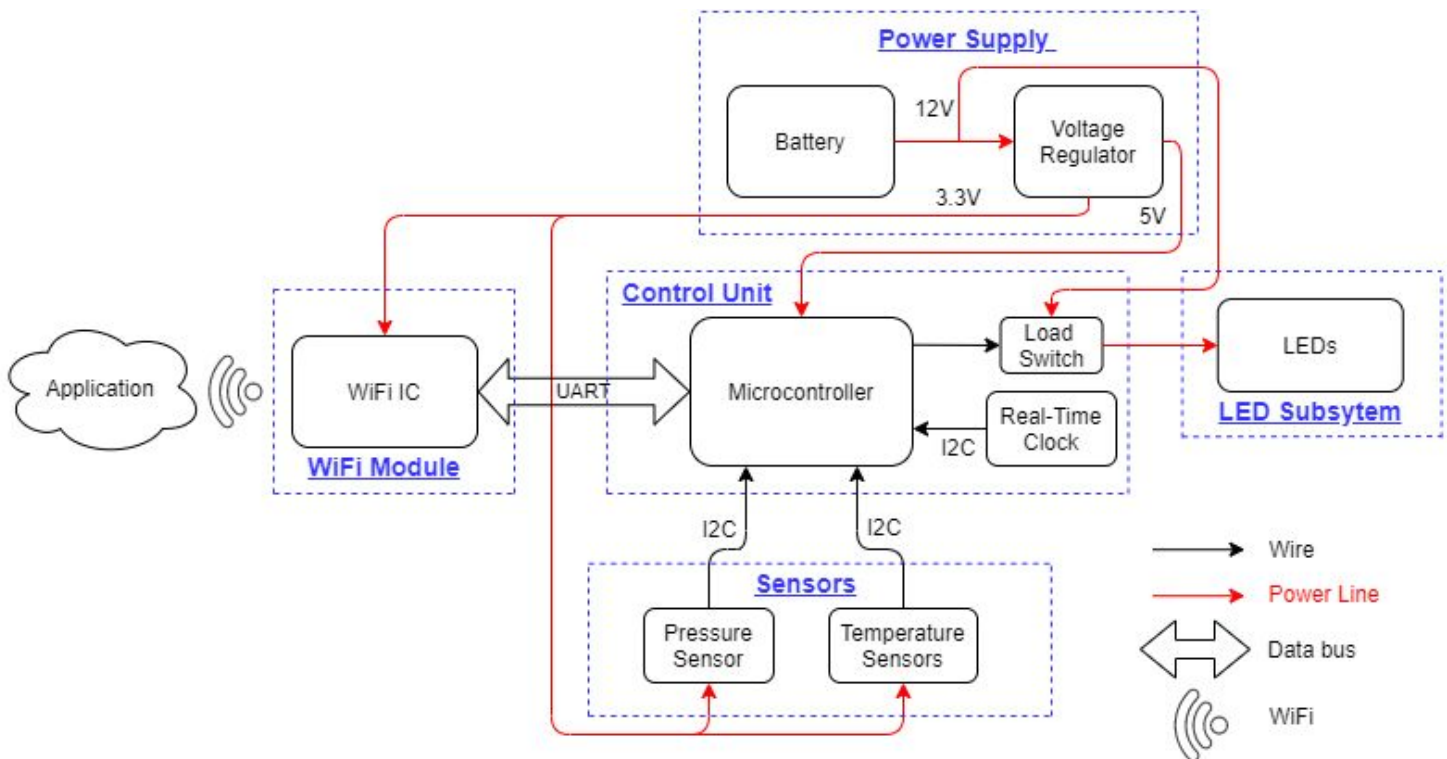 Power Supply
12V
Battery
Voltage
Regulator
3.3V
5V
Control Unit
Application
WiFi IC
UART
Microcontroller
Load
Switch
LEDs
Real-Time
Clock
I2C
LED Subsytem
WiFi Module
I2C
I2C
Sensors
Pressure
Sensor
Temperature
Sensors
Wire
Power Line
Data bus
WiFi